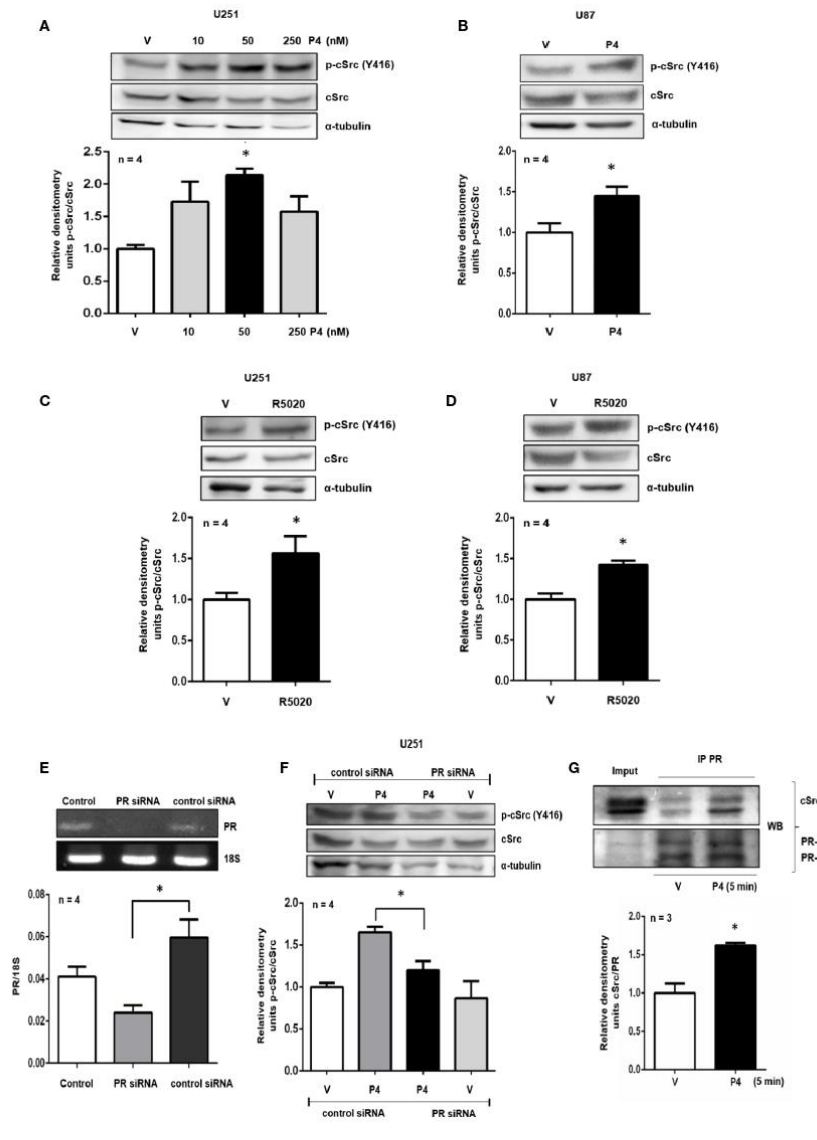 U251
A
V 10 50 250 P4 (nM)
p-cSrc (Y416)
cSrc
α-tubulin
Relative densitometry
units p-cSrc/cSrc
2.5
2.0
1.5
1.0
0.5
0.0
n = 4
*
V 10 50 250 P4 (nM)
U87
B
V P4
p-cSrc (Y416)
cSrc
α-tubulin
Relative densitometry
units p-cSrc/cSrc
2.0
1.5
1.0
0.5
0.0
n = 4
*
V P4
U251
C
V R5020
p-cSrc (Y416)
cSrc
α-tubulin
Relative densitometry
units p-cSrc/cSrc
2.0
1.5
1.0
0.5
0.0
n = 4
*
V R5020
U87
D
V R5020
p-cSrc (Y416)
cSrc
α-tubulin
Relative densitometry
units p-cSrc/cSrc
2.0
1.5
1.0
0.5
0.0
n = 4
*
V R5020
E
Control PR siRNA control siRNA
PR
18S
PR/18S
0.08
0.06
0.04
0.02
0.00
n = 4
*
Control PR siRNA control siRNA
U251
F
control siRNA PR siRNA
V P4 P4 V
p-cSrc (Y416)
cSrc
α-tubulin
Relative densitometry
units p-cSrc/cSrc
2.0
1.5
1.0
0.5
0.0
n = 4
*
V P4 P4 V
control siRNA PR siRNA
G
IP PR
Imput
cSrc
WB
PR-
PR-
V P4 (5 min)
Relative densitometry
units cSrc/PR
2.0
1.5
1.0
0.5
0.0
n = 3
*
V P4 (5 min)